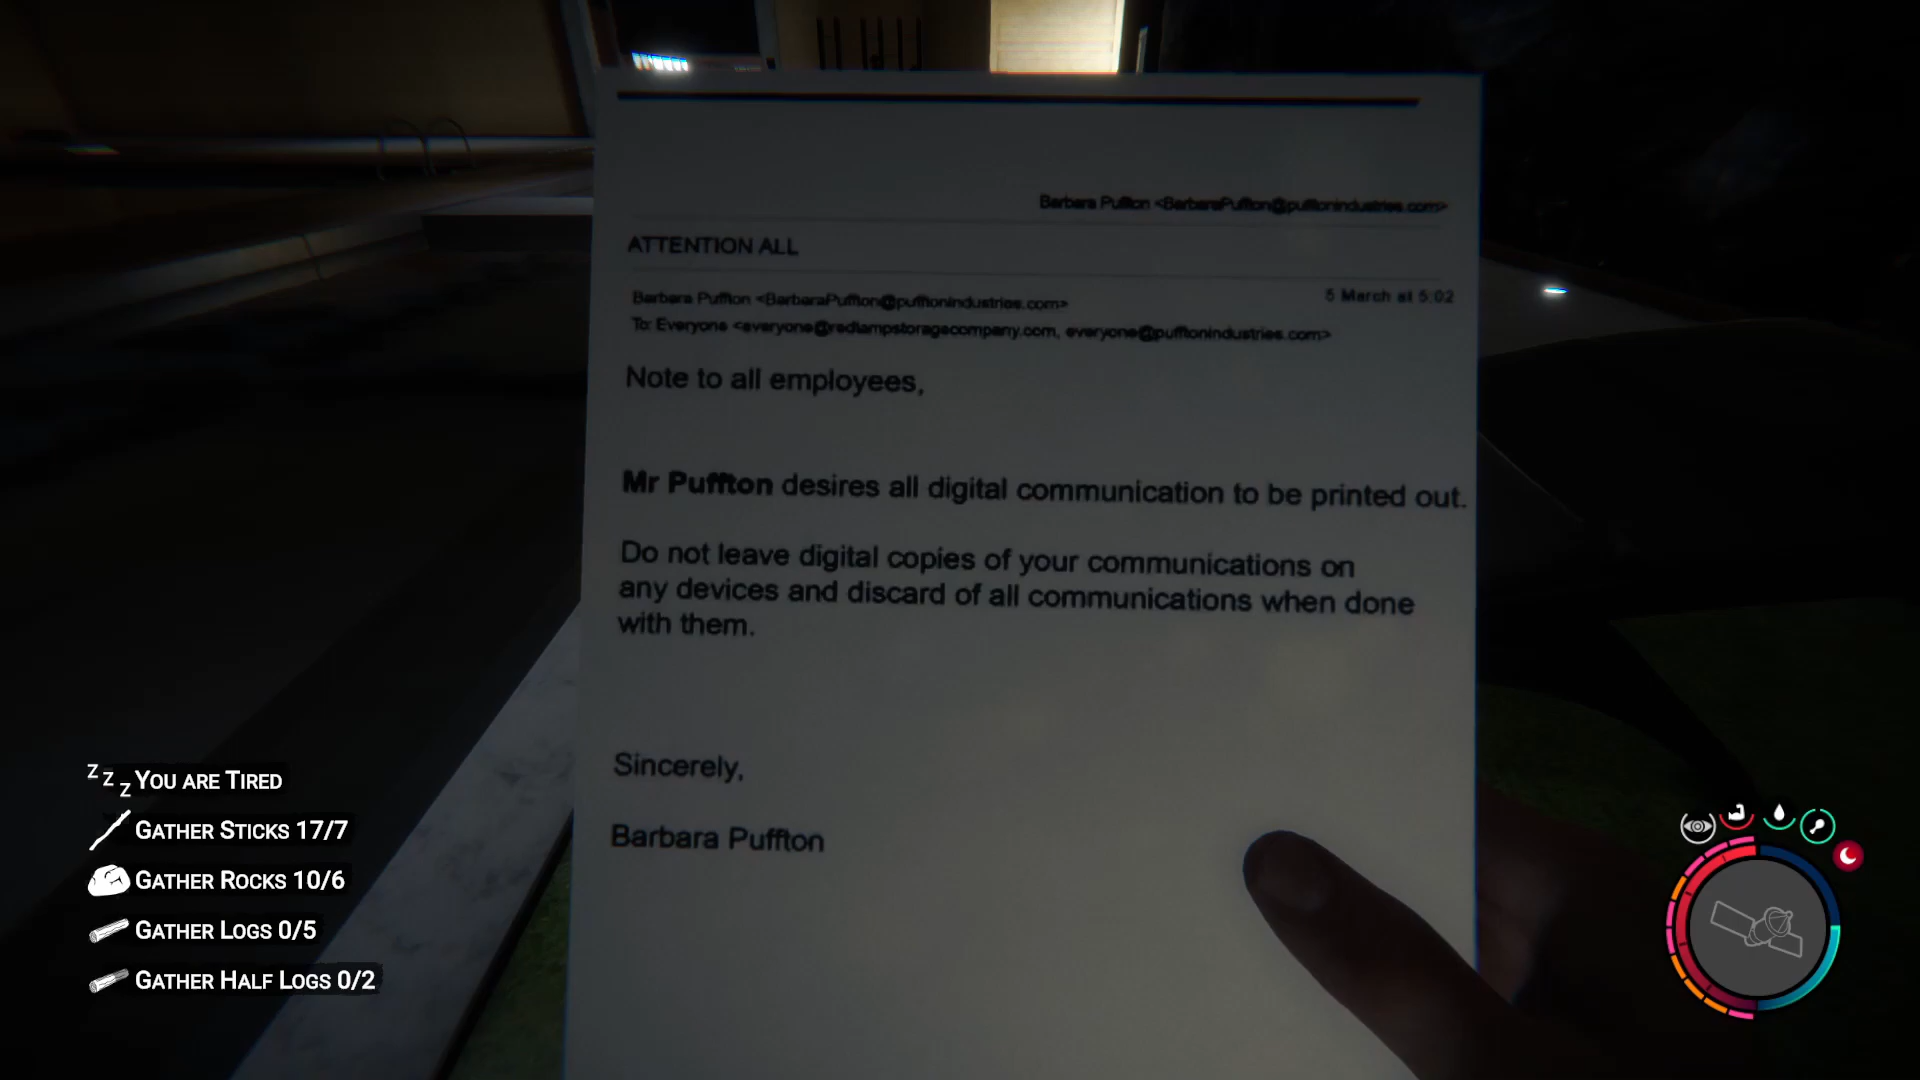 Barbara Puffton <BarbaraPuffton@pufftonindustries.com>
ATTENTION ALL
Barbara Puffton <BarbaraPuffton@pufftonindustries.com>
5 March at 5:02
To: Everyone <everyone@redlampstoragecompany.com, everyone@pufftonindustries.com>
Note to all employees,
Mr Puffton desires all digital communication to be printed out.
Do not leave digital copies of your communications on
any devices and discard of all communications when done
with them.
Sincerely,
Barbara Puffton
z z z YOU ARE TIRED
GATHER STICKS 17/7
GATHER ROCKS 10/6
GATHER LOGS 0/5
GATHER HALF LOGS 0/2